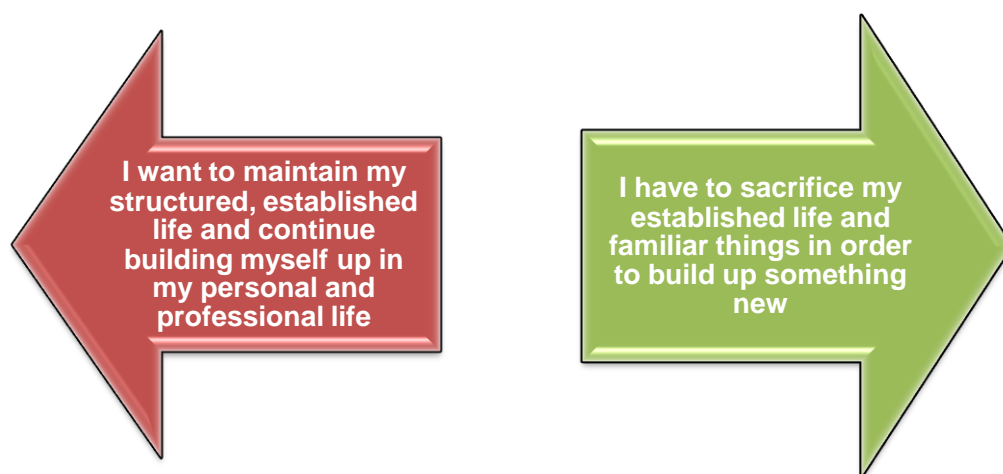 I want to maintain my
structured, established
life and continue
building myself up in
my personal and
professional life
I have to sacrifice my
established life and
familiar things in order
to build up something
new